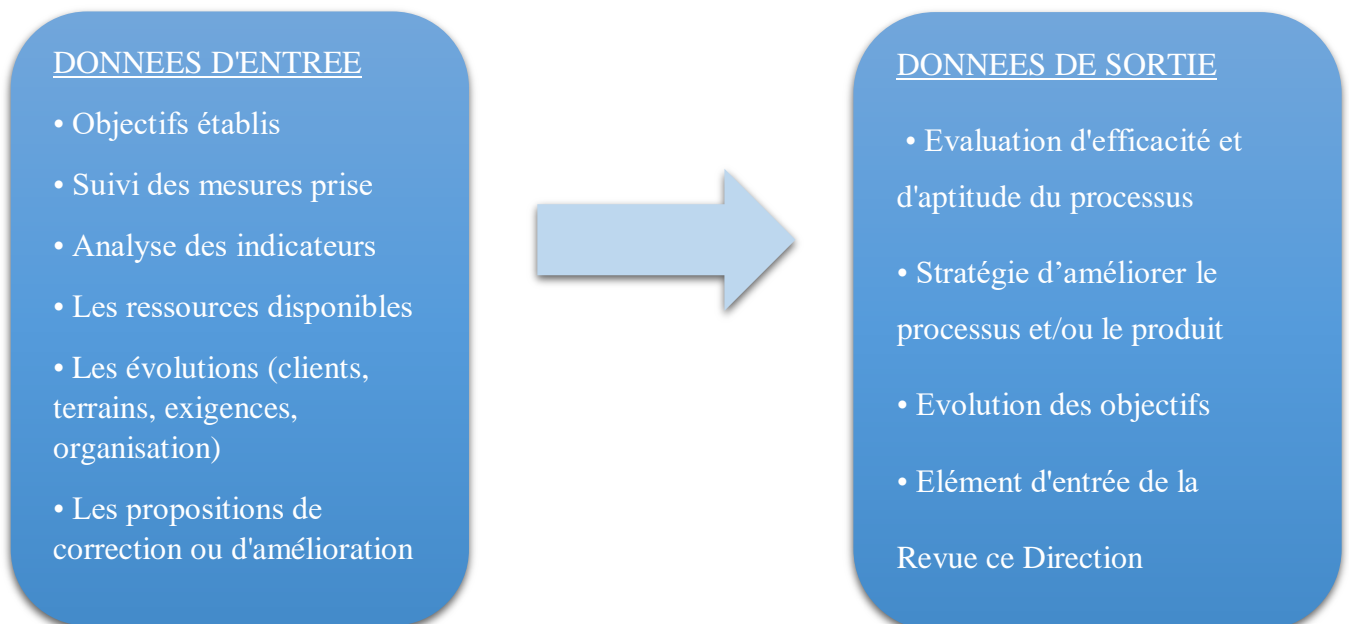 DONNEES D'ENTREE
• Objectifs établis
• Suivi des mesures prise
• Analyse des indicateurs
• Les ressources disponibles
• Les évolutions (clients,
terrains, exigences,
organisation)
• Les propositions de
correction ou d'amélioration
DONNEES DE SORTIE
• Evaluation d'efficacité et
d'aptitude du processus
• Stratégie d’améliorer le
processus et/ou le produit
• Evolution des objectifs
• Elément d'entrée de la
Revue ce Direction